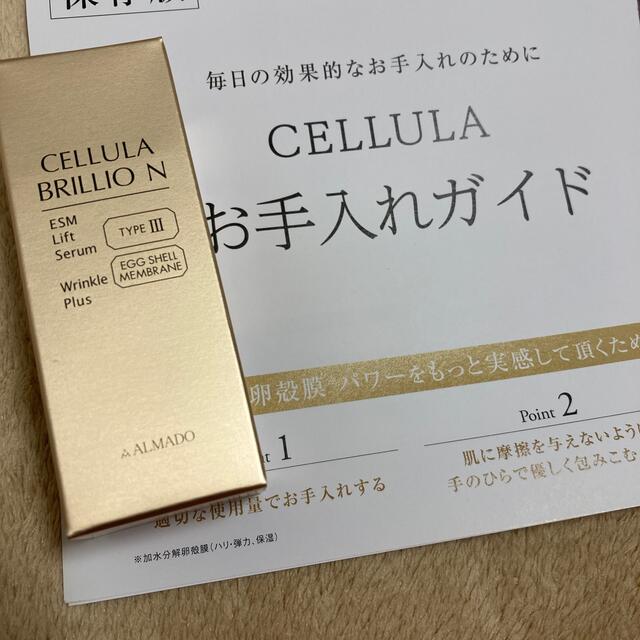 毎日の効果的なお手入れのために
CELLULA
お手入れガイド
CELLULA
BRILLIO N
ESM
Lift
Serum
TYPE III
Wrinkle
Plus
EGG SHELL
MEMBRANE
ALMADO
卵殻膜 パワーをもっと実感して頂くため
1
適切な使用量でお手入れする
Point 2
肌に摩擦を与えないように
手のひらで優しく包みこむ
※加水分解卵殻膜(ハリ・弾力、保湿)